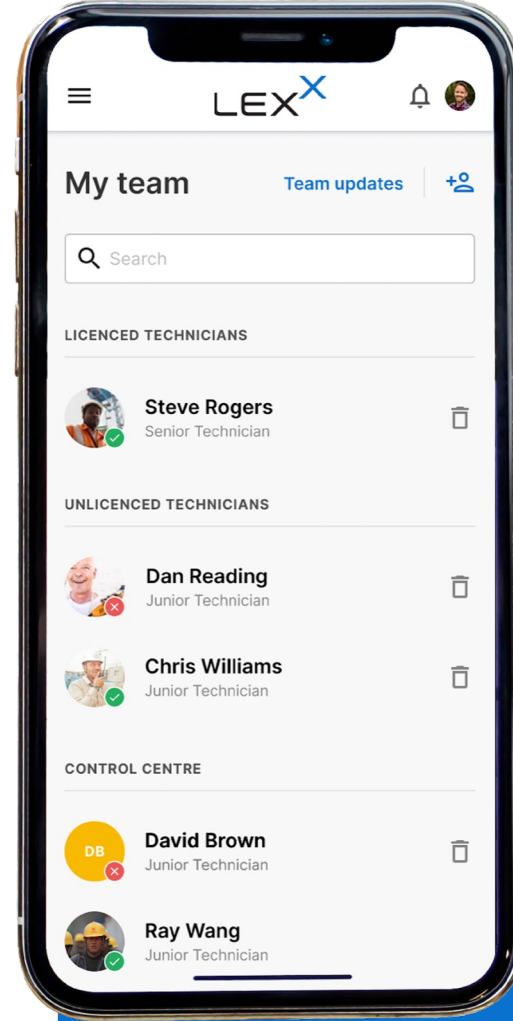 LEXX
My team
Team updates
Search
LICENCED TECHNICIANS
Steve Rogers
Senior Technician
UNLICENCED TECHNICIANS
Dan Reading
Junior Technician
Chris Williams
Junior Technician
CONTROL CENTRE
DB
David Brown
Junior Technician
Ray Wang
Junior Technician